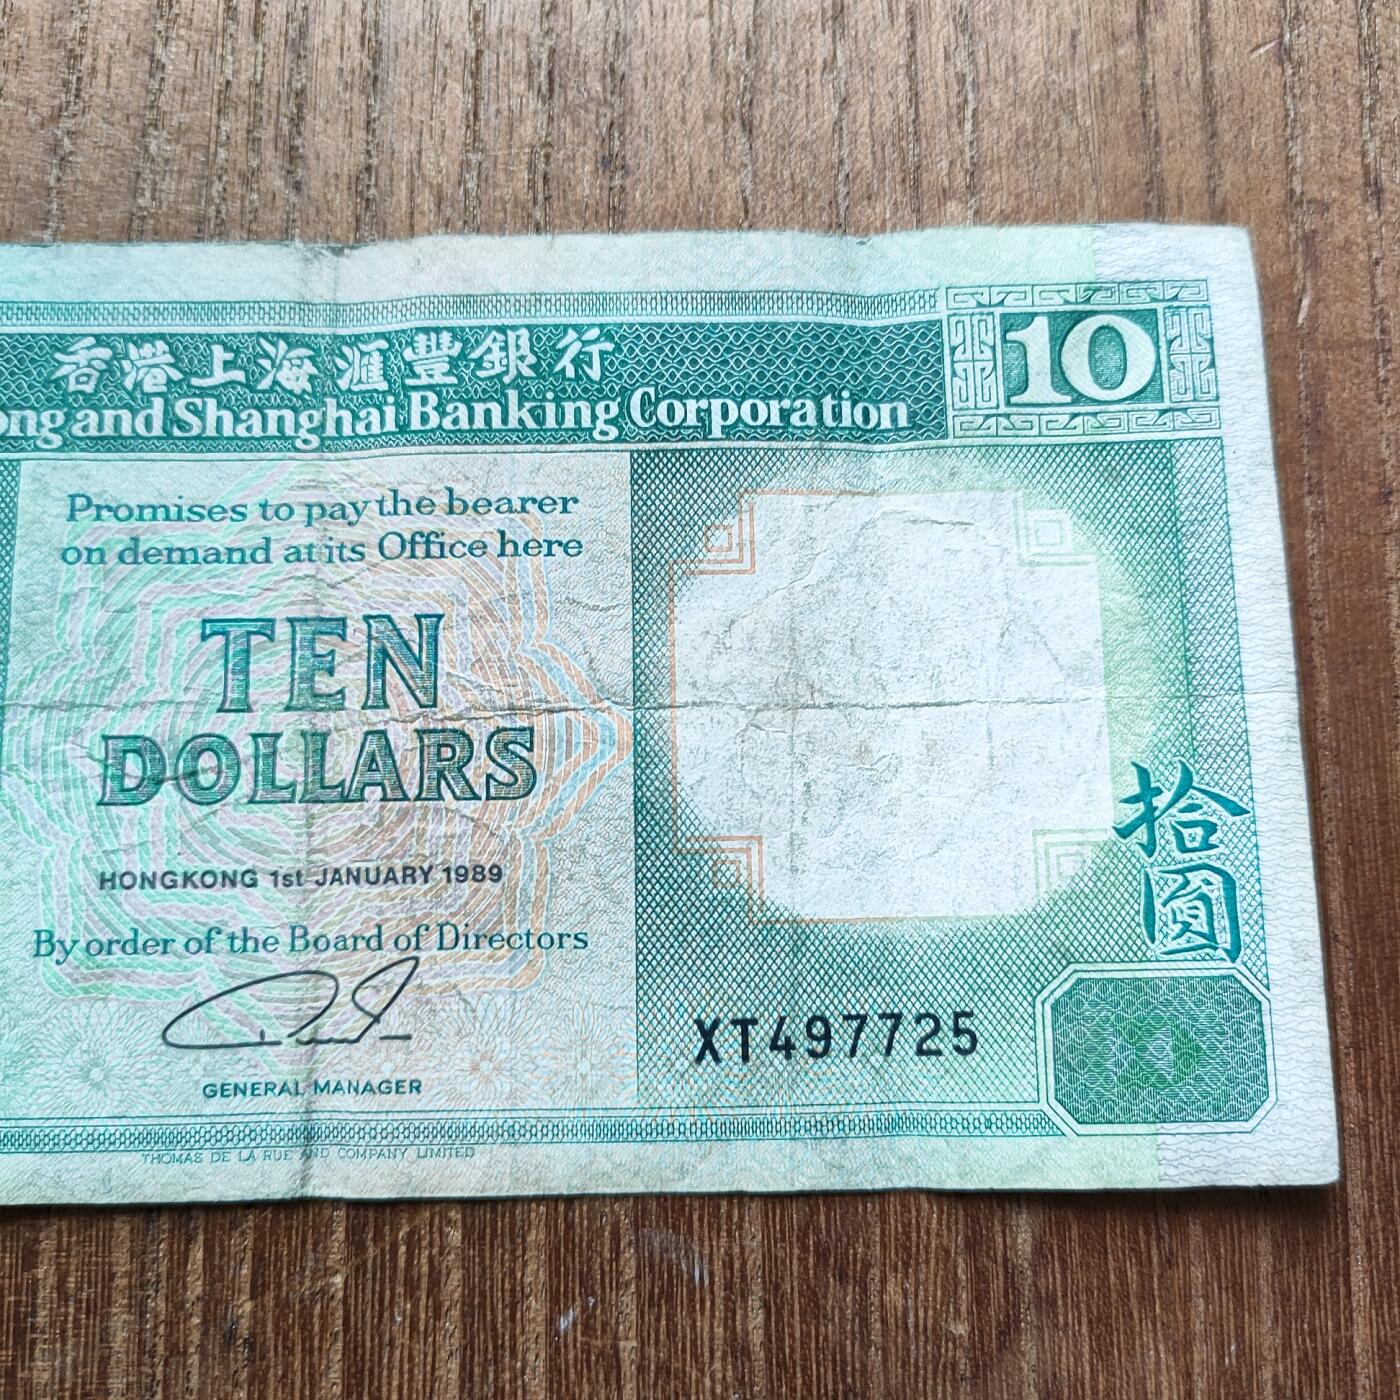 香港上海滙豐銀行
ong and Shanghai Banking Corporation
10
Promises to pay the bearer
on demand at its Office here
TEN
DOLLARS
HONGKONG 1st JANUARY 1989
By order of the Board of Directors
GENERAL MANAGER
THOMAS DE LA RUE AND COMPANY LIMITED
拾圓
XT497725
10